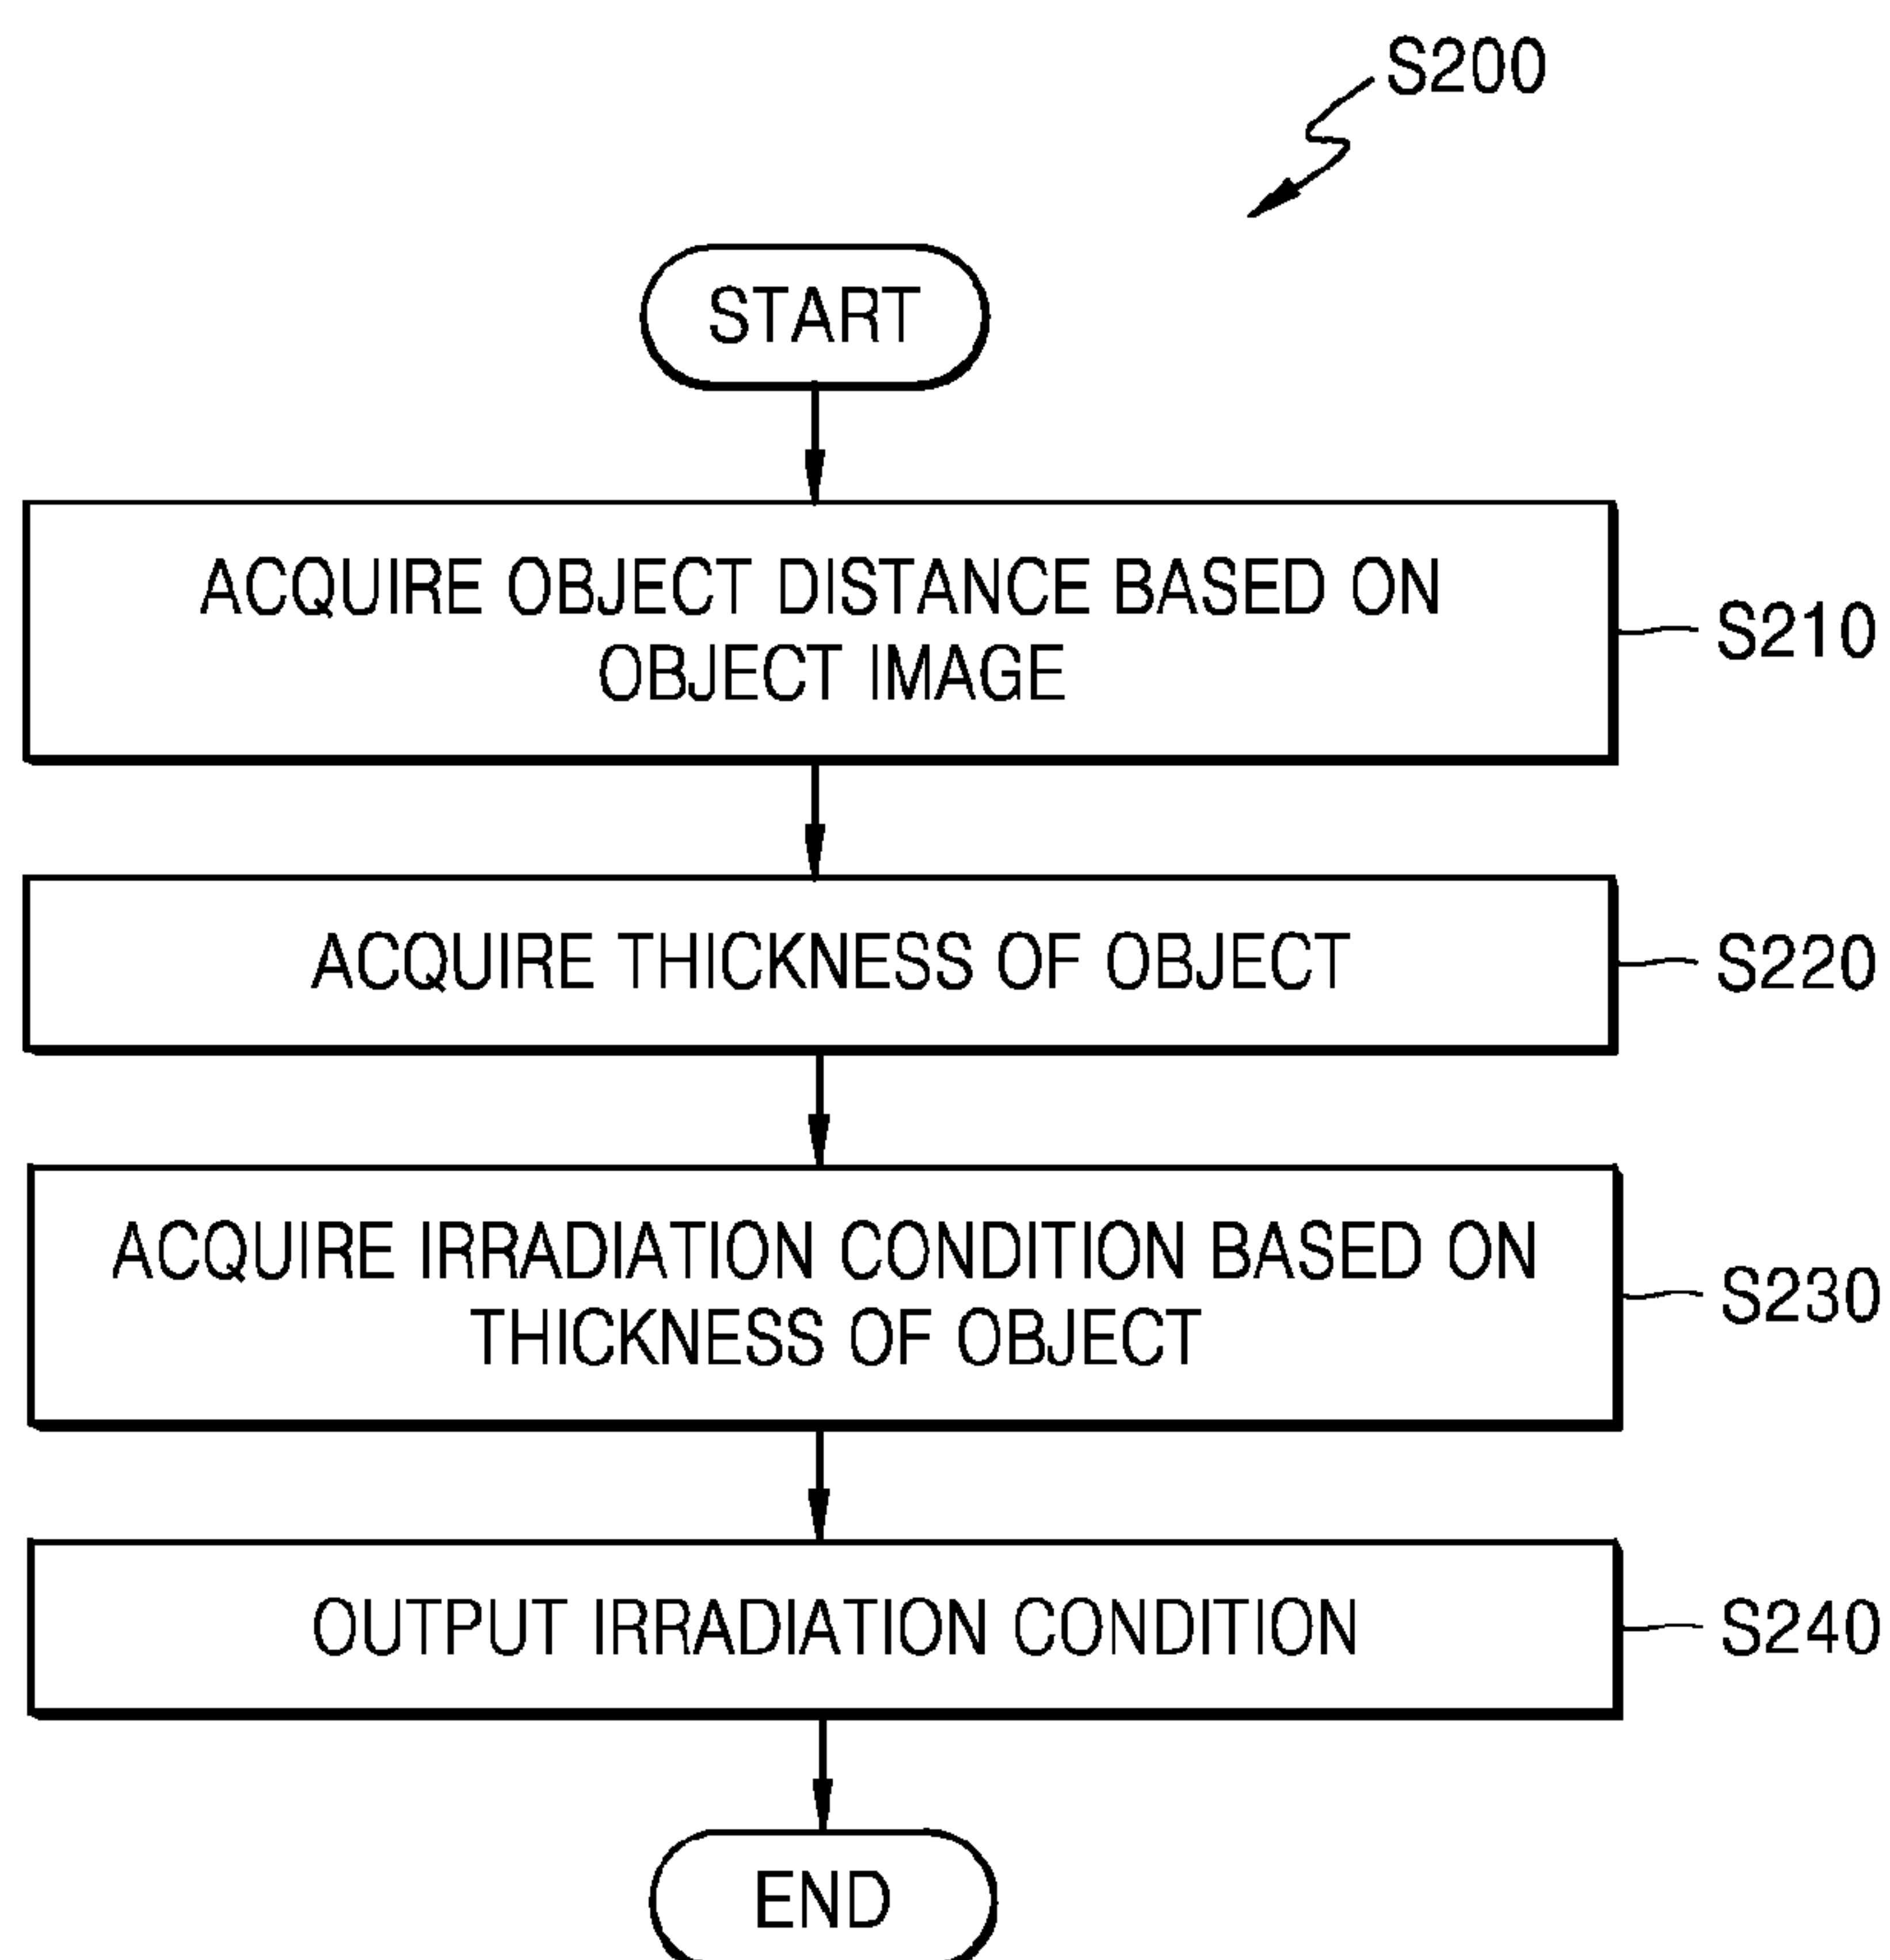 S200
START
ACQUIRE OBJECT DISTANCE BASED ON
OBJECT IMAGE
S210
ACQUIRE THICKNESS OF OBJECT
S220
ACQUIRE IRRADIATION CONDITION BASED ON
THICKNESS OF OBJECT
S230
OUTPUT IRRADIATION CONDITION
S240
END